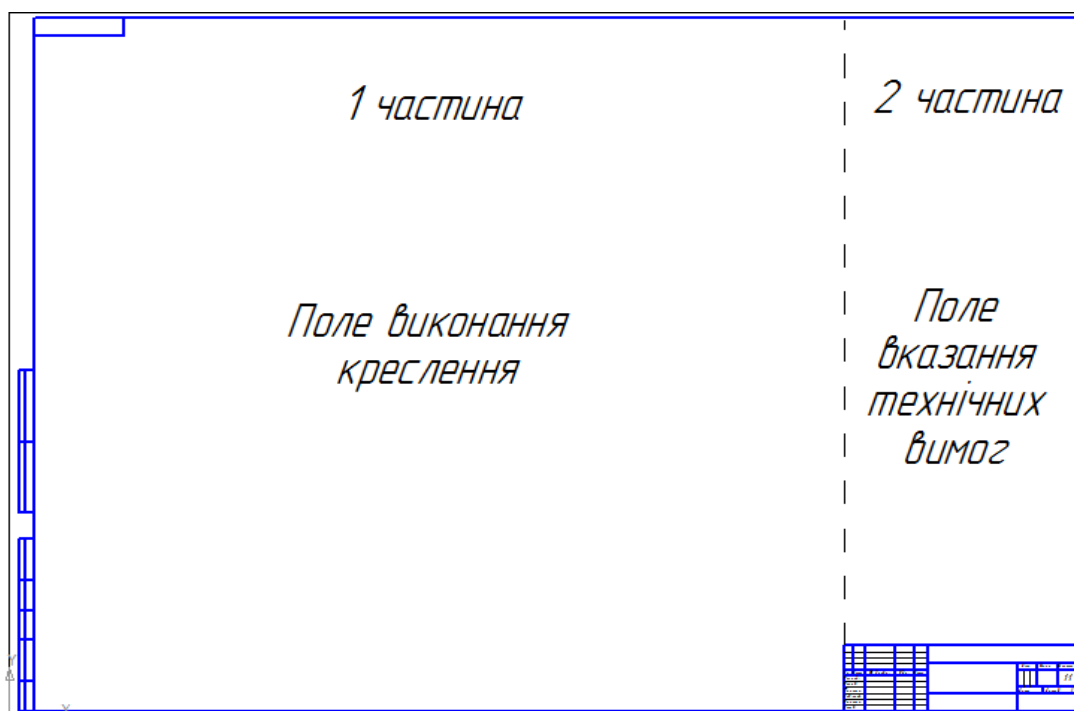 1 частина
2 частина
Поле виконання
креслення
Поле
вказання
технічних
вимог
Y
X